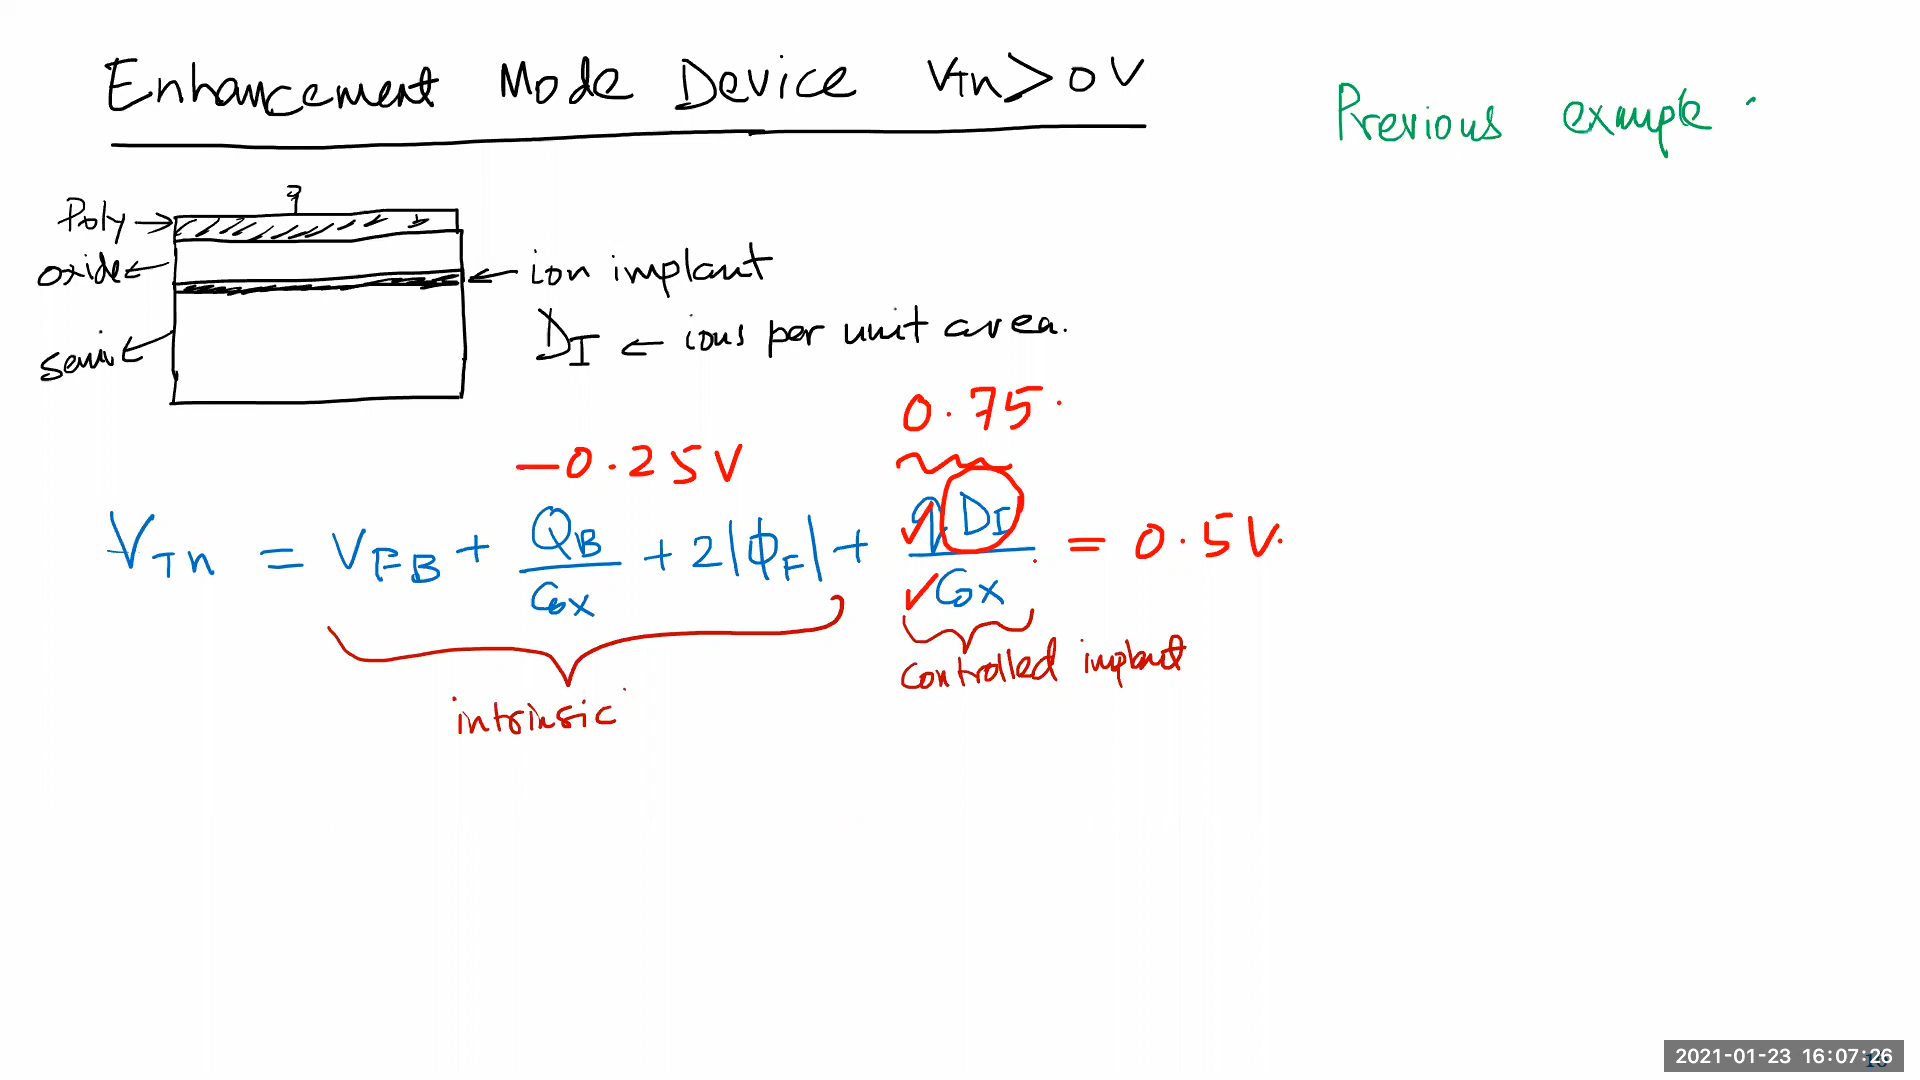 Enhancement Mode Device VTn > 0V
Previous example
Poly →
oxide ←
← ion implant
DI ← ions per unit area.
semi ←
0.75
-0.25V
VTn = VFB + QB/Cox + 2|ΦF| + q.DI/Cox = 0.5V.
controlled implant
intrinsic
2021-01-23 16:07:26